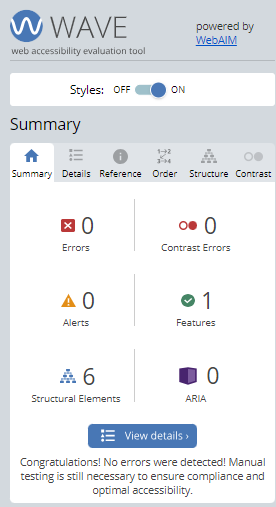 WAVE
web accessibility evaluation tool
powered by
WebAIM
Styles: OFF ON
Summary
Summary Details Reference Order Structure Contrast
0 Errors
0 Contrast Errors
0 Alerts
1 Features
6 Structural Elements
0 ARIA
View details ›
Congratulations! No errors were detected! Manual
testing is still necessary to ensure compliance and
optimal accessibility.